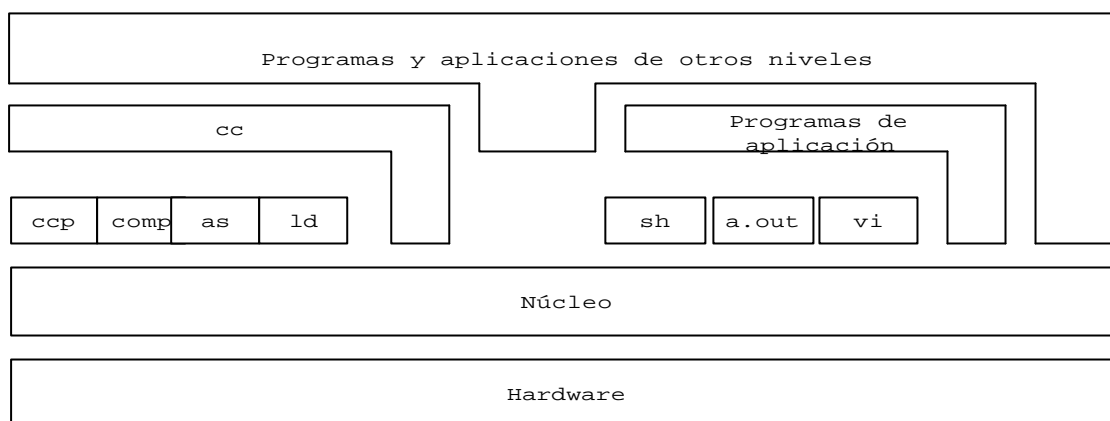 Programas y aplicaciones de otros niveles
cc
Programas de
aplicación
ccp
comp
as
ld
sh
a.out
vi
Núcleo
Hardware